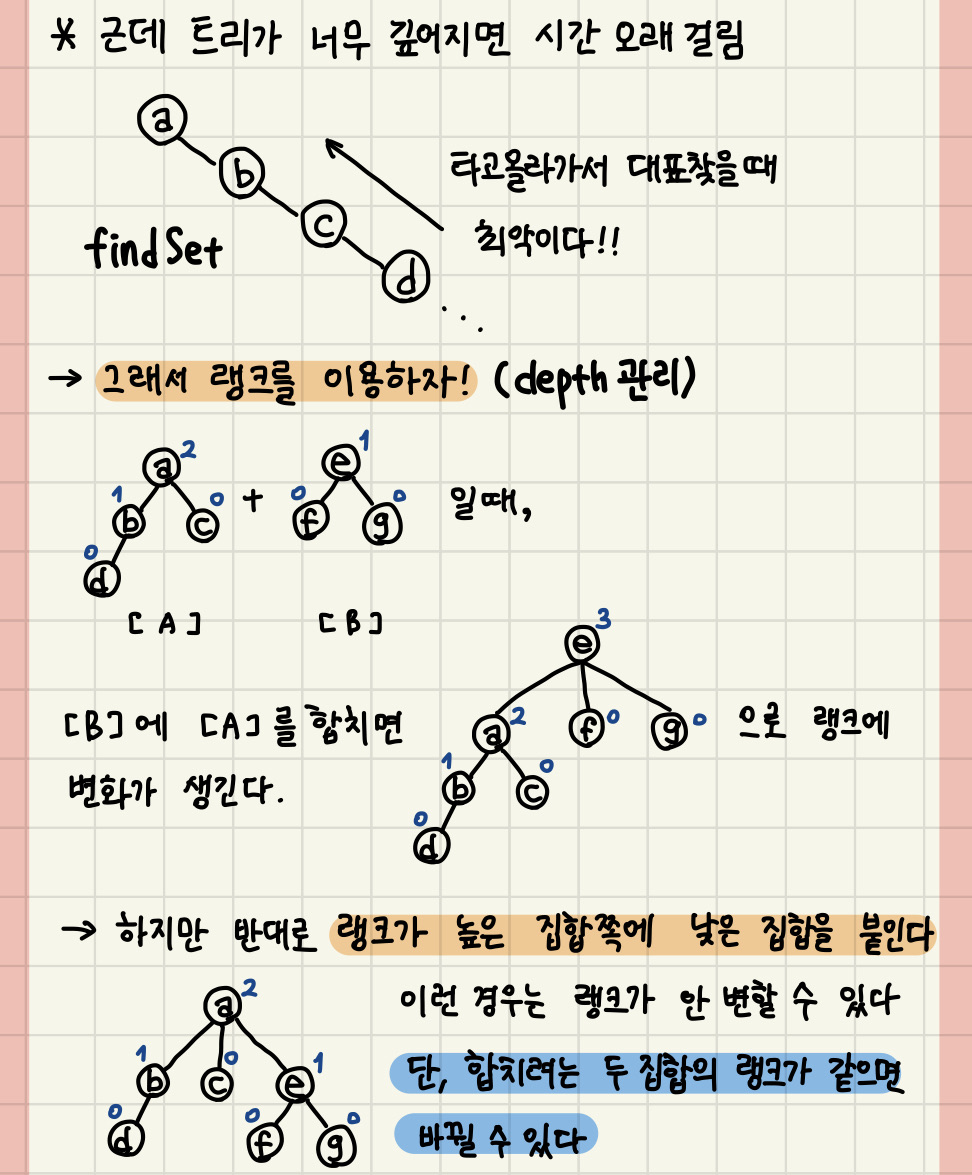 * 근데 트리가 너무 깊어지면 시간 오래 걸림
a
b
타고올라가서 대표찾을때
c
최악이다!!
findSet
d
...
→ 그래서 랭크를 이용하자! (depth 관리)
a 2 e 1
1 b 0 c + 0 f 0 g 일때,
0 d
[A] [B]
e 3
[B]에 [A]를 합치면
a 2 f 0 g 0 으로 랭크에
변화가 생긴다.
1 b 0 c
0 d
→ 하지만 반대로 랭크가 높은 집합쪽에 낮은 집합을 붙인다
a 2
이런 경우는 랭크가 안 변할 수 있다
1 b 0 c e 1
단, 합치려는 두 집합의 랭크가 같으면
0 d 0 f 0 g
바뀔 수 있다